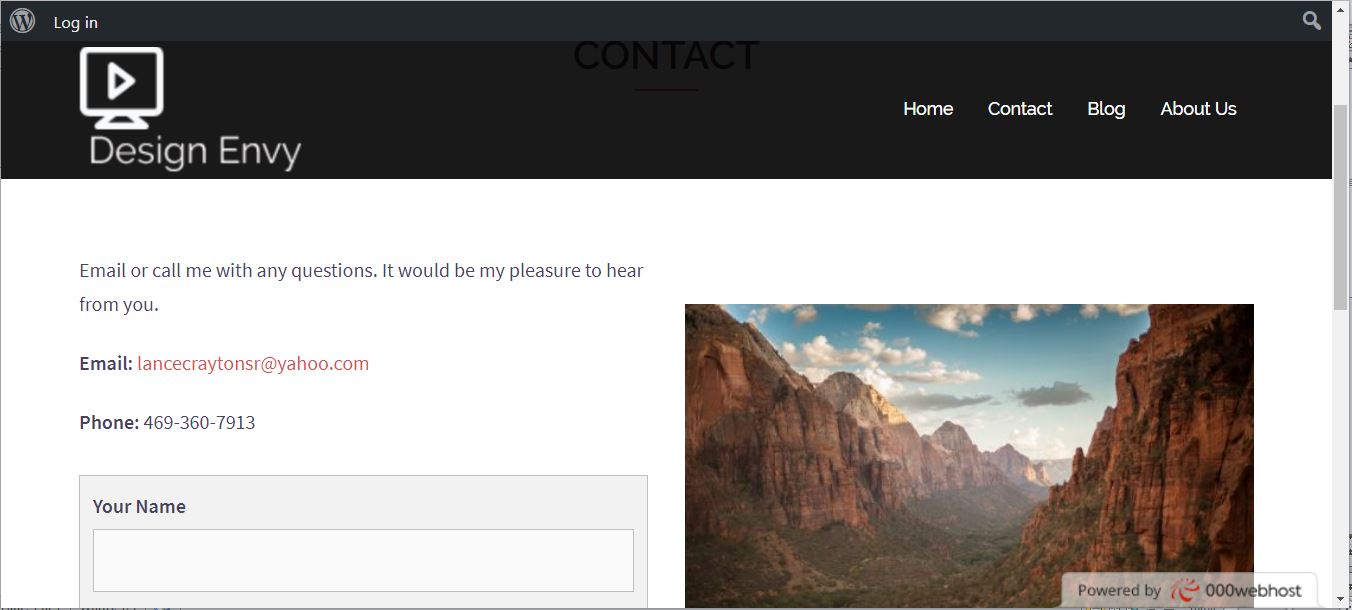 Log in
CONTACT
Design Envy
Home Contact Blog About Us
Email or call me with any questions. It would be my pleasure to hear
from you.
Email: lancecraytonsr@yahoo.com
Phone: 469-360-7913
Your Name
Powered by 000webhost